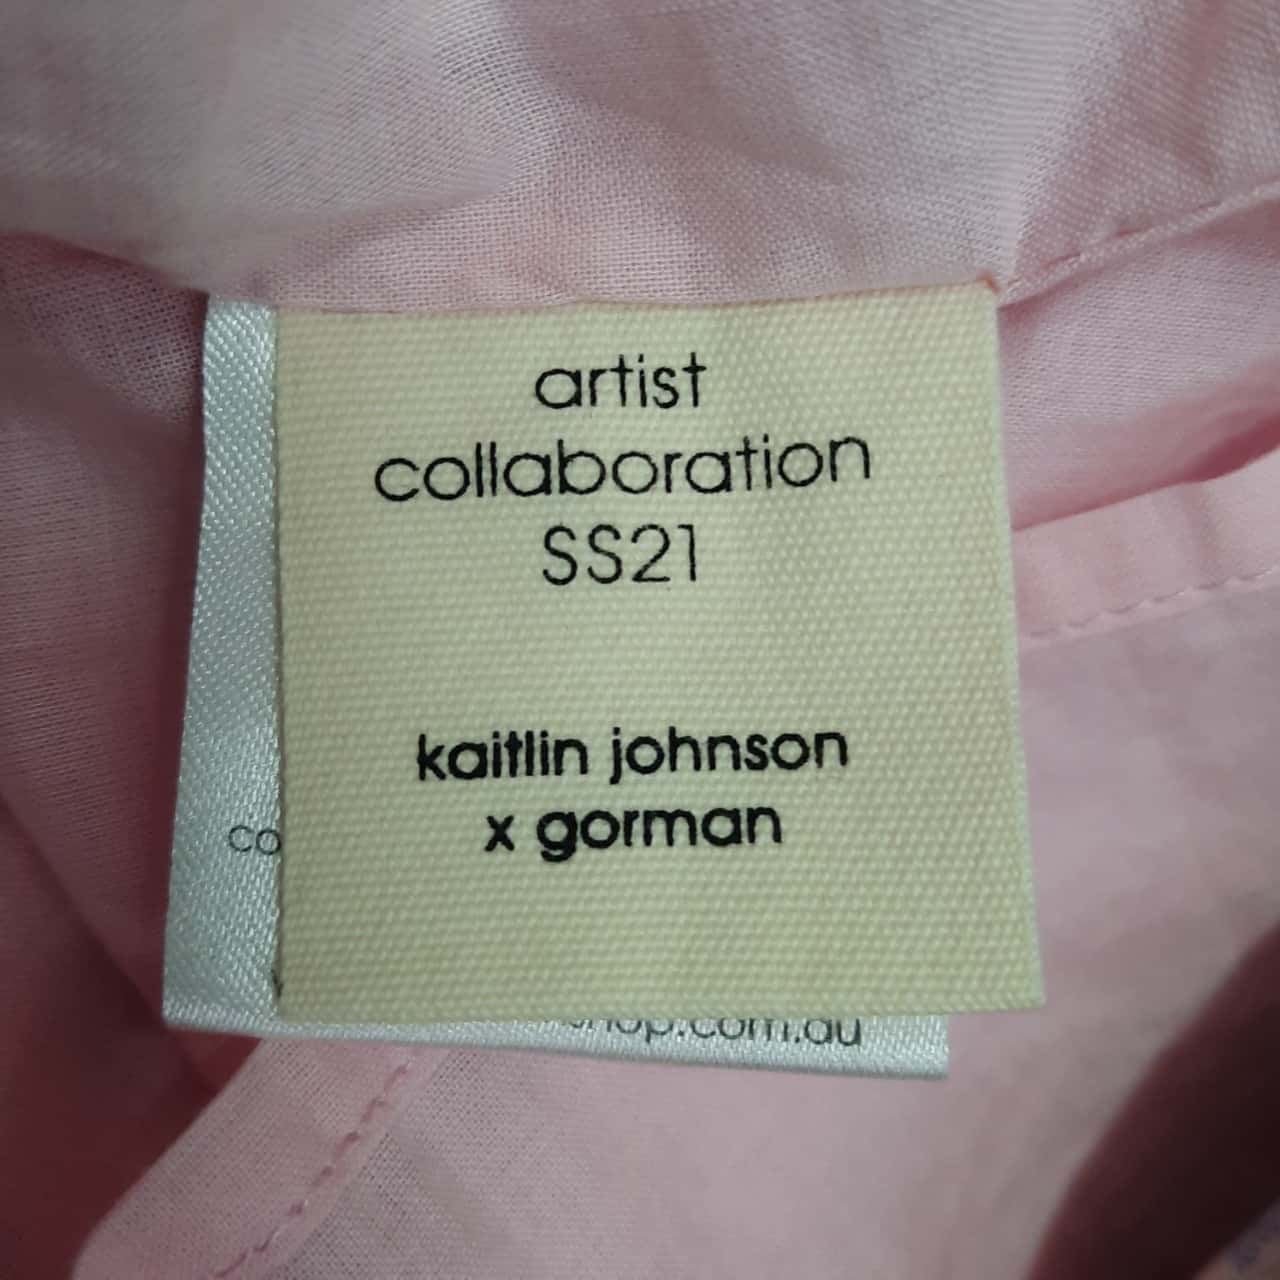 artist
collaboration
SS21
kaitlin johnson
x gorman